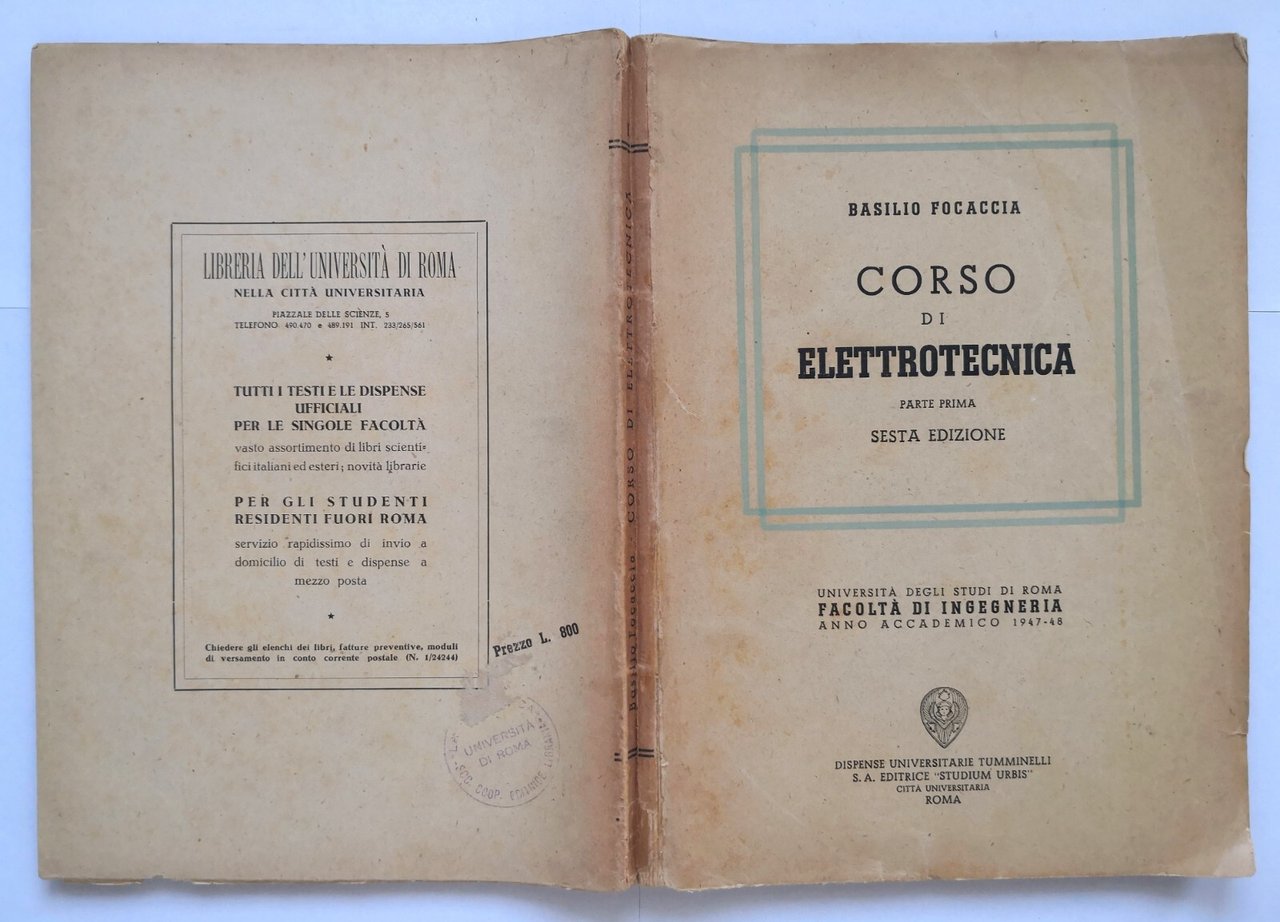 LIBRERIA DELL'UNIVERSITÀ DI ROMA
NELLA CITTÀ UNIVERSITARIA
PIAZZALE DELLE SCIENZE, 5
TELEFONO 490.470 e 489.191 INT. 233/265/561
TUTTI I TESTI E LE DISPENSE
UFFICIALI
PER LE SINGOLE FACOLTÀ
vasto assortimento di libri scienti=
fici italiani ed esteri; novità librarie
PER GLI STUDENTI
RESIDENTI FUORI ROMA
servizio rapidissimo di invio a
domicilio di testi e dispense a
mezzo posta
Chiedere gli elenchi dei libri, fatture preventive, moduli
di versamento in conto corrente postale (N. 1/24244)
Prezzo L. 800
UNIVERSITÀ
DI ROMA
SOC. COOP. EDITRICE
Basilio Focaccia - CORSO DI ELETTROTECNICA
BASILIO FOCACCIA
CORSO
DI
ELETTROTECNICA
PARTE PRIMA
SESTA EDIZIONE
UNIVERSITÀ DEGLI STUDI DI ROMA
FACOLTÀ DI INGEGNERIA
ANNO ACCADEMICO 1947-48
DISPENSE UNIVERSITARIE TUMMINELLI
S. A. EDITRICE "STUDIUM URBIS"
CITTÀ UNIVERSITARIA
ROMA